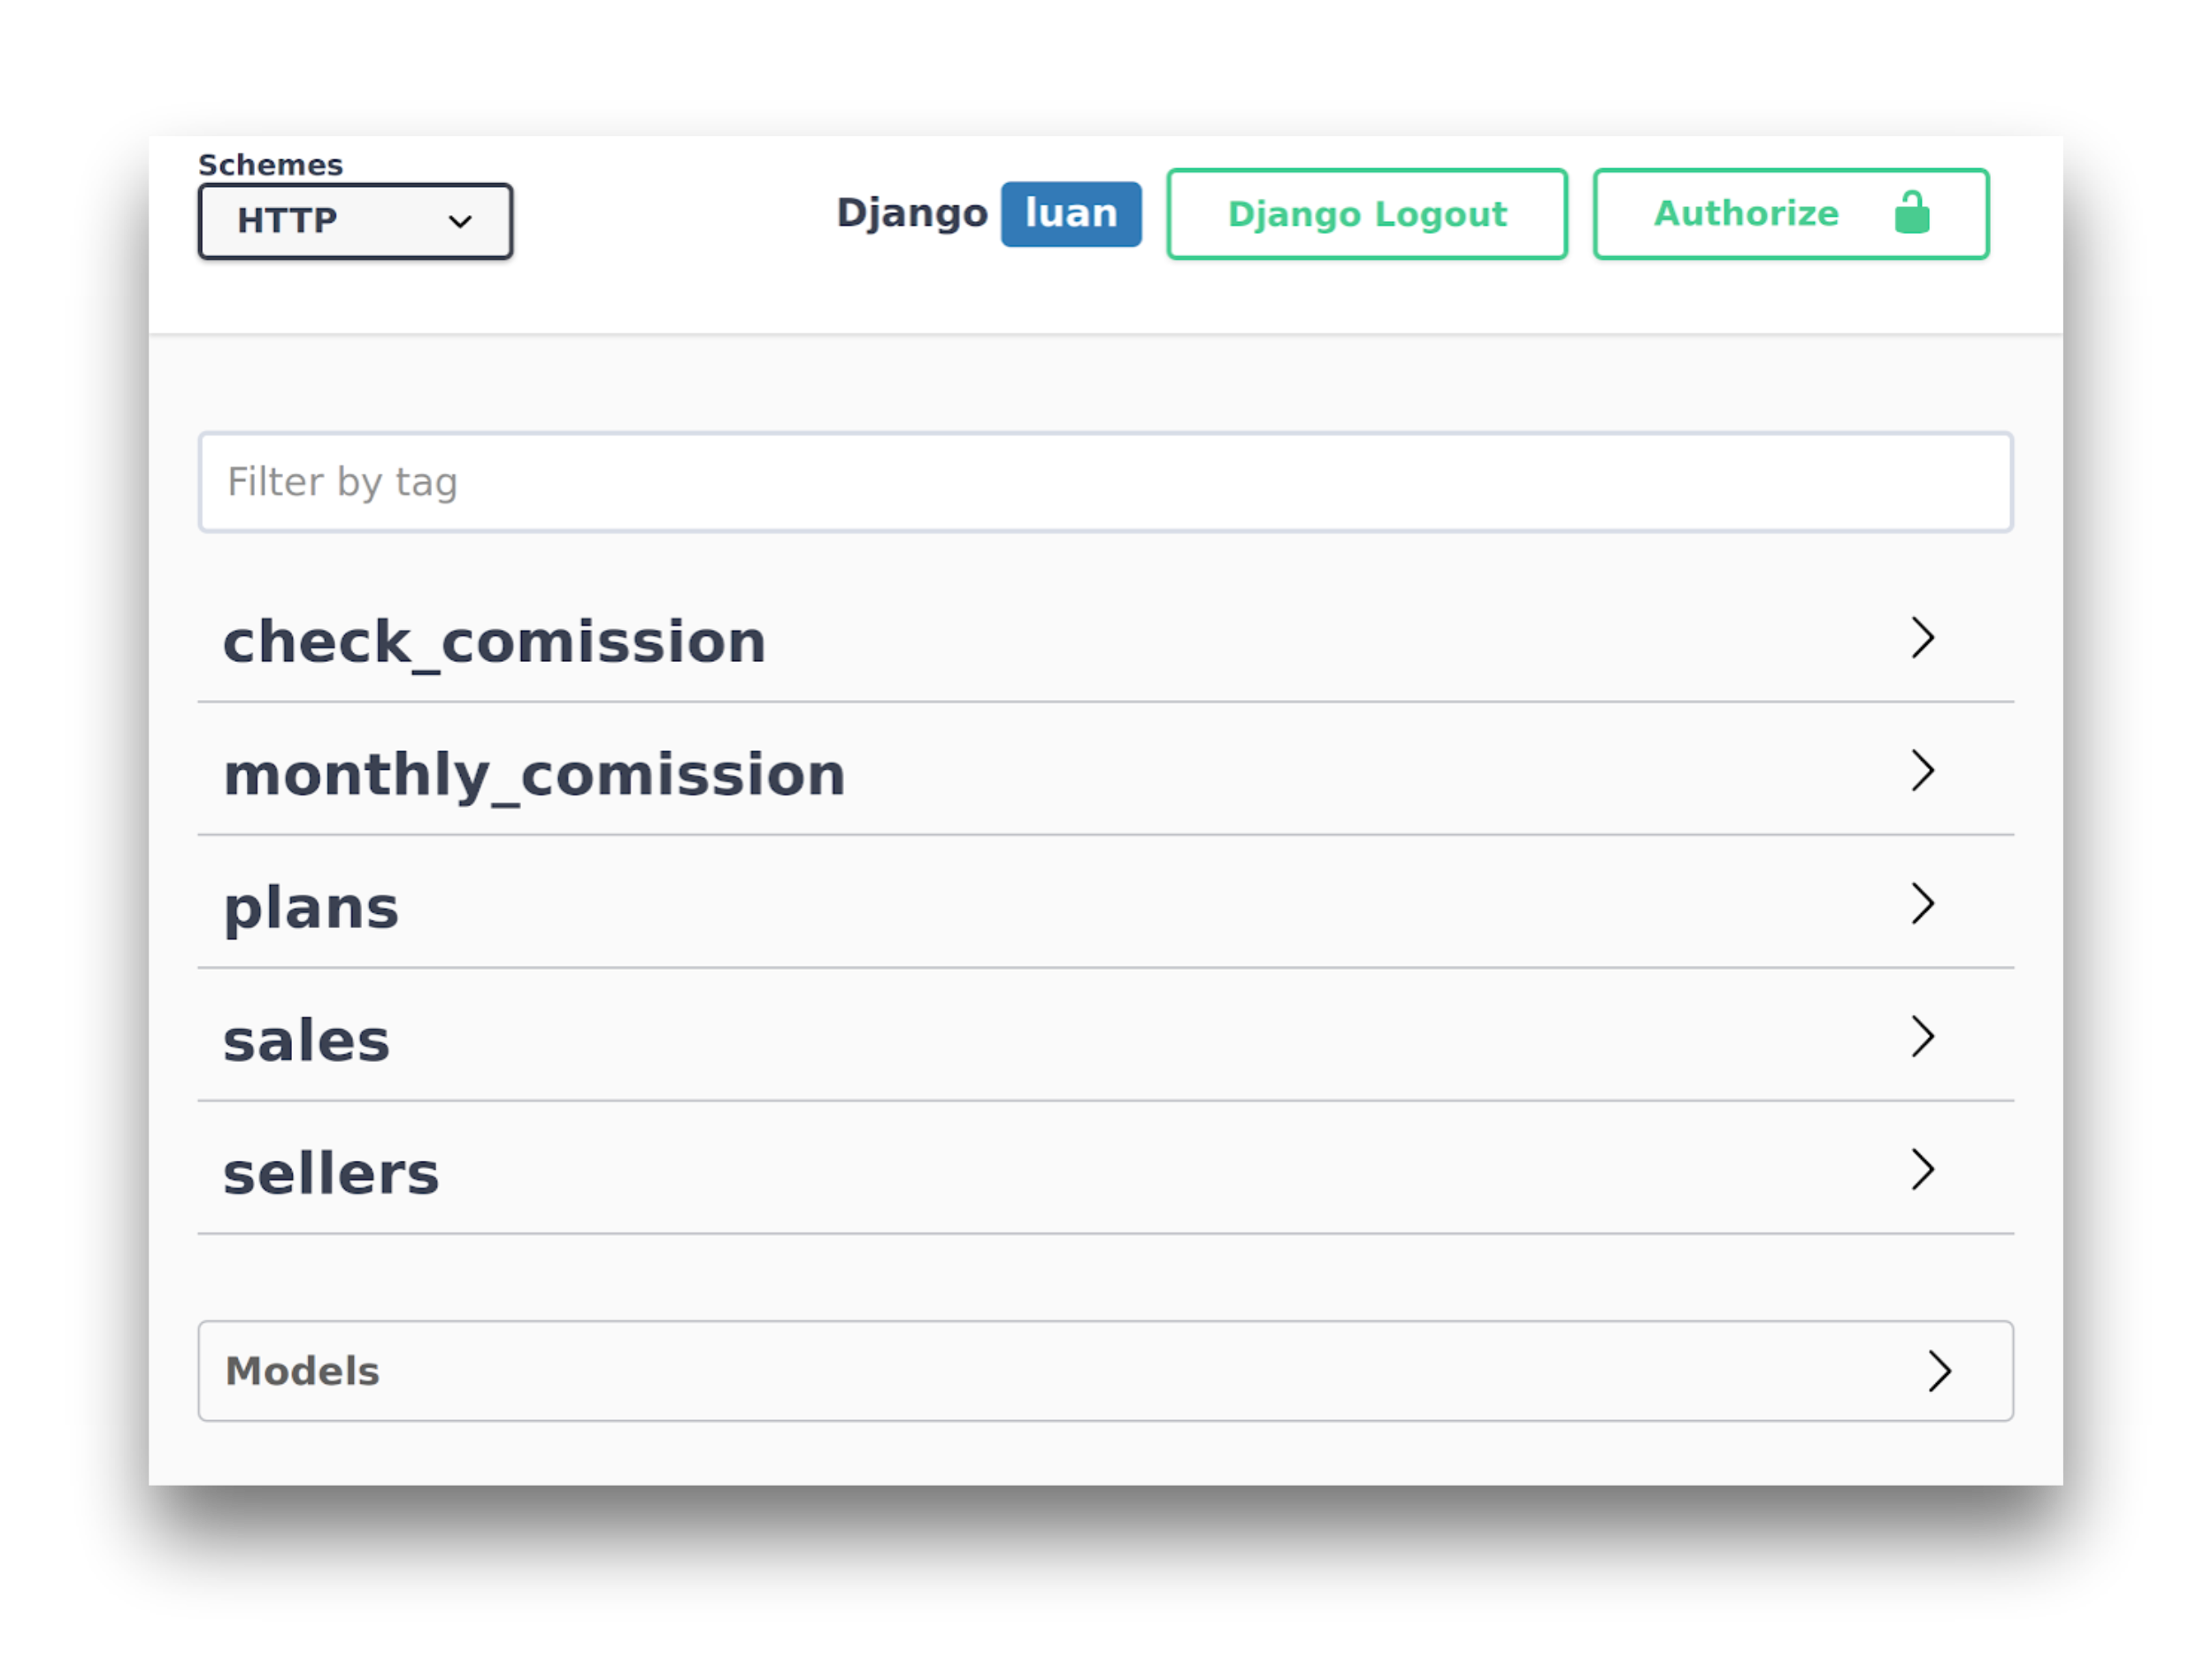 Schemes
HTTP
Django luan Django Logout Authorize
Filter by tag
check_comission
monthly_comission
plans
sales
sellers
Models